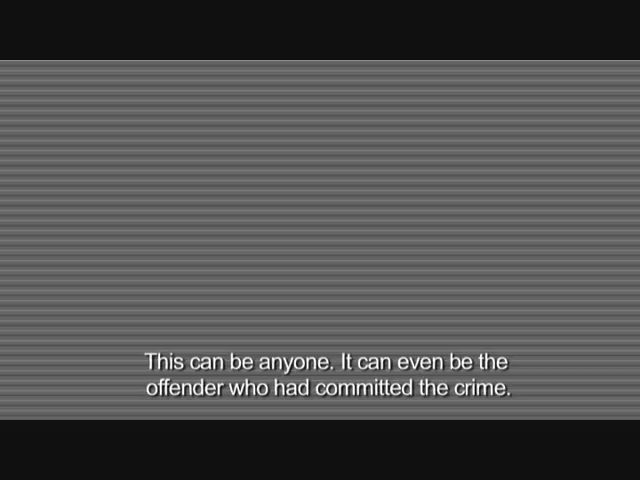 This can be anyone. It can even be the
offender who had committed the crime.